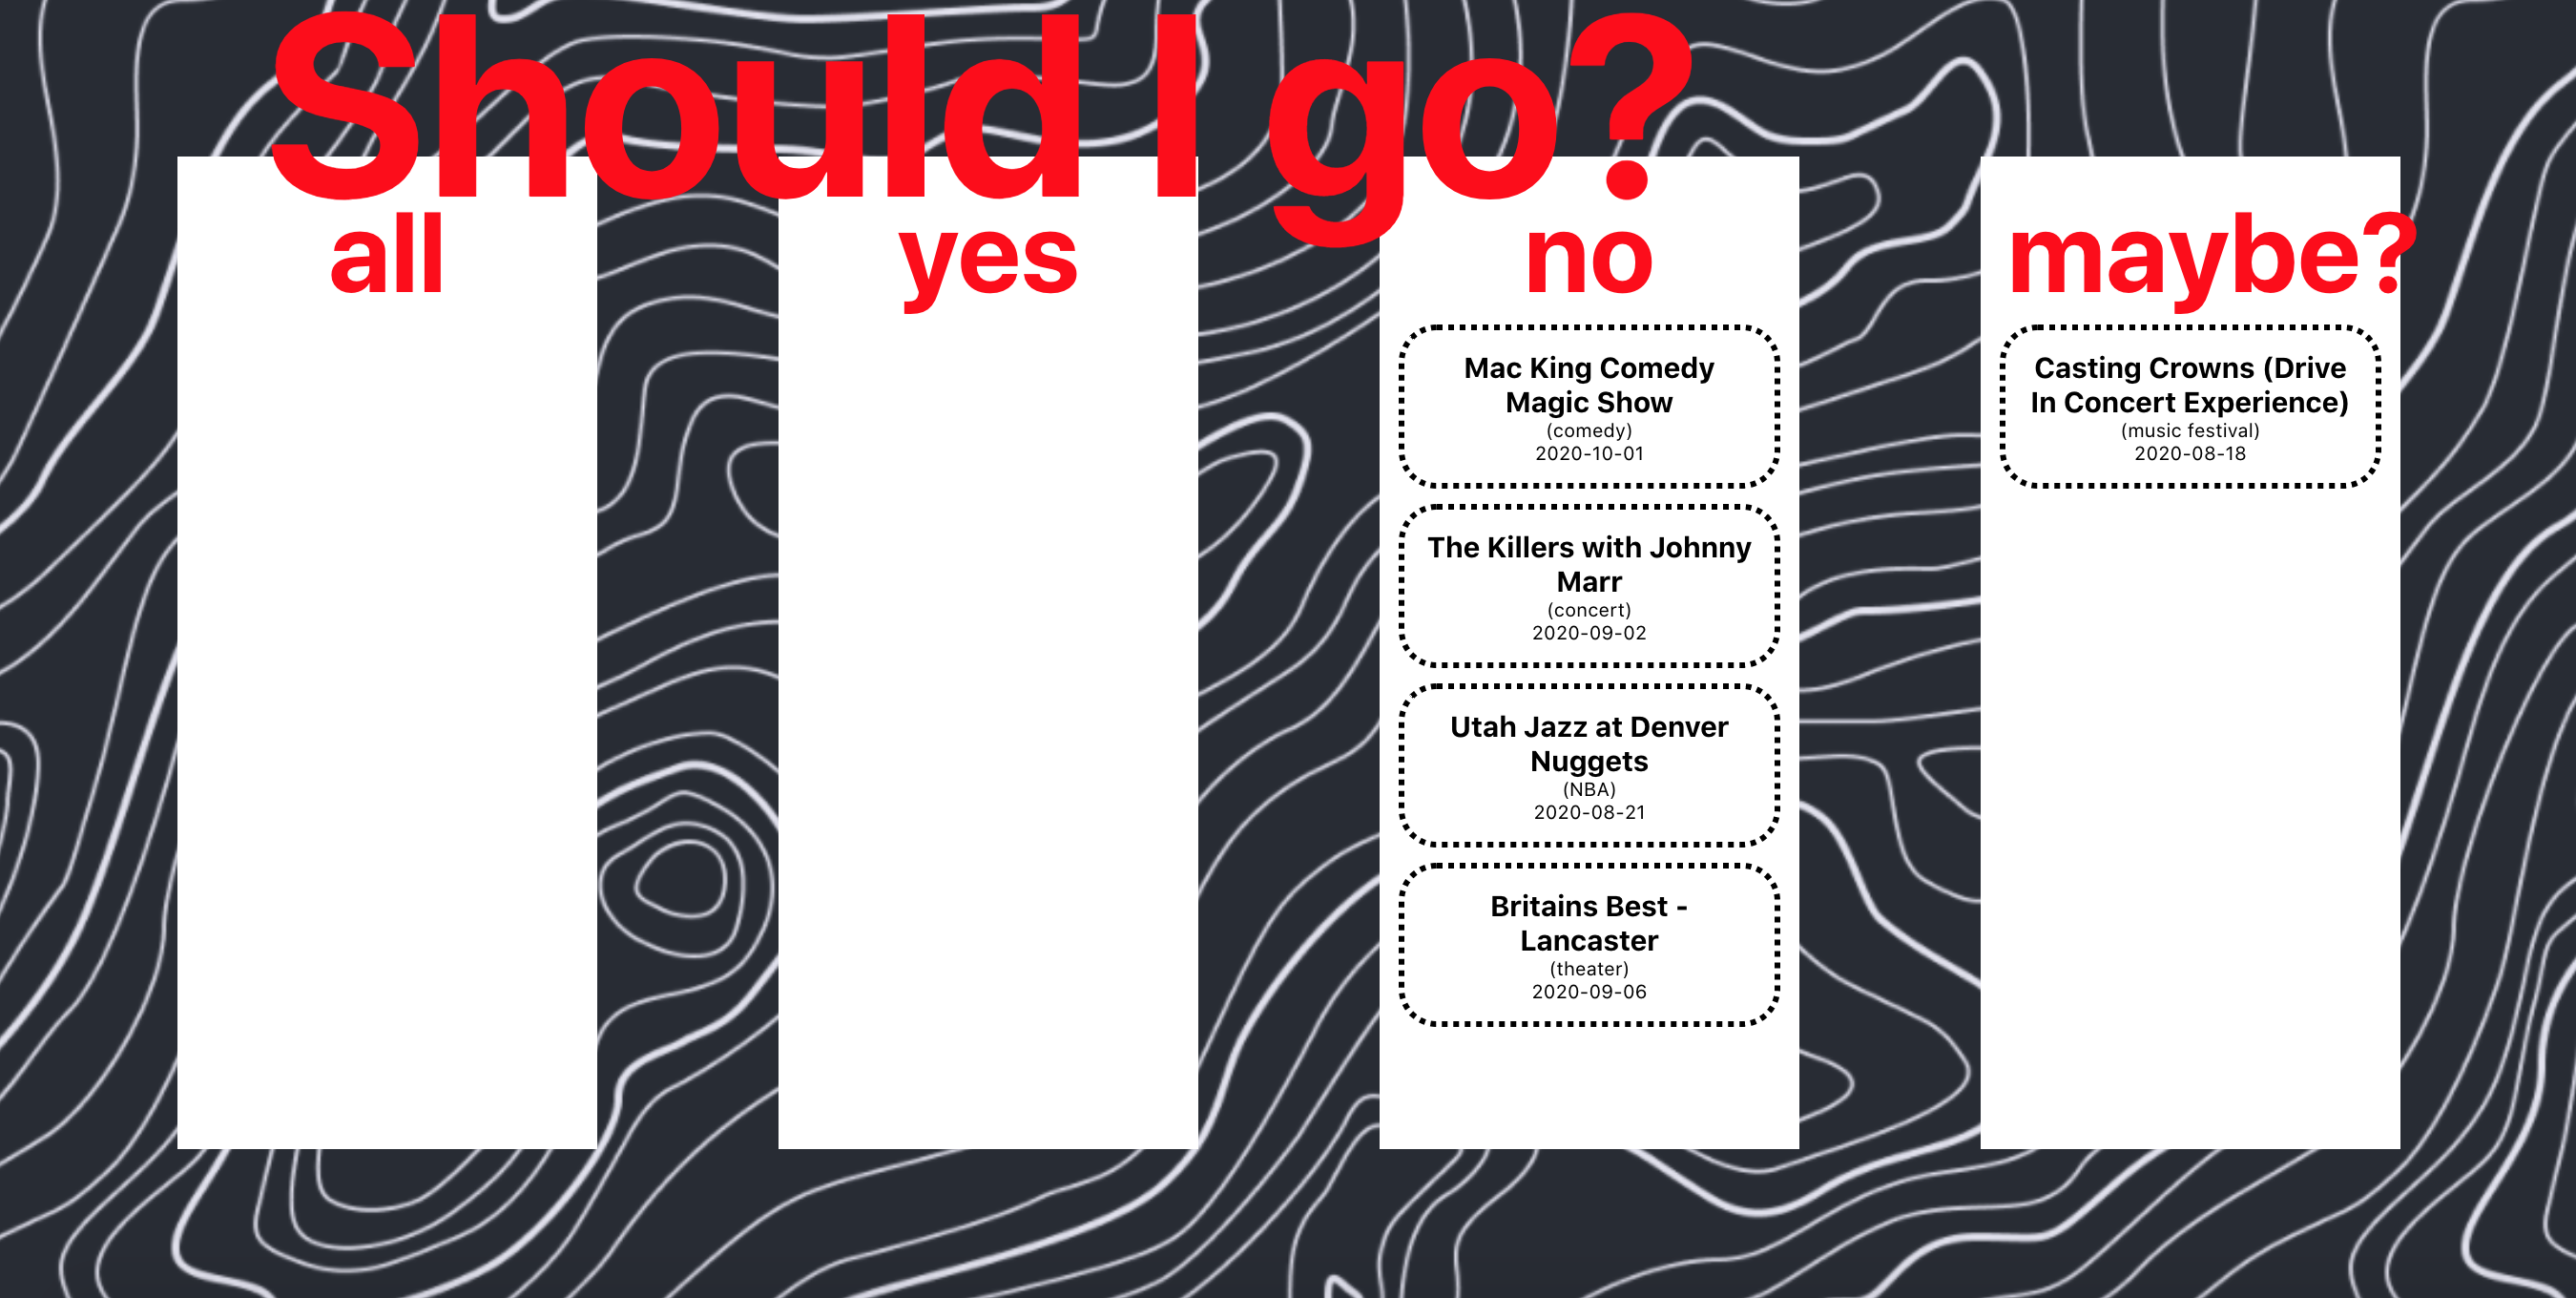 Should I go?
all
yes
no
Mac King Comedy
Magic Show
(comedy)
2020-10-01
The Killers with Johnny
Marr
(concert)
2020-09-02
Utah Jazz at Denver
Nuggets
(NBA)
2020-08-21
Britains Best -
Lancaster
(theater)
2020-09-06
maybe?
Casting Crowns (Drive
In Concert Experience)
(music festival)
2020-08-18